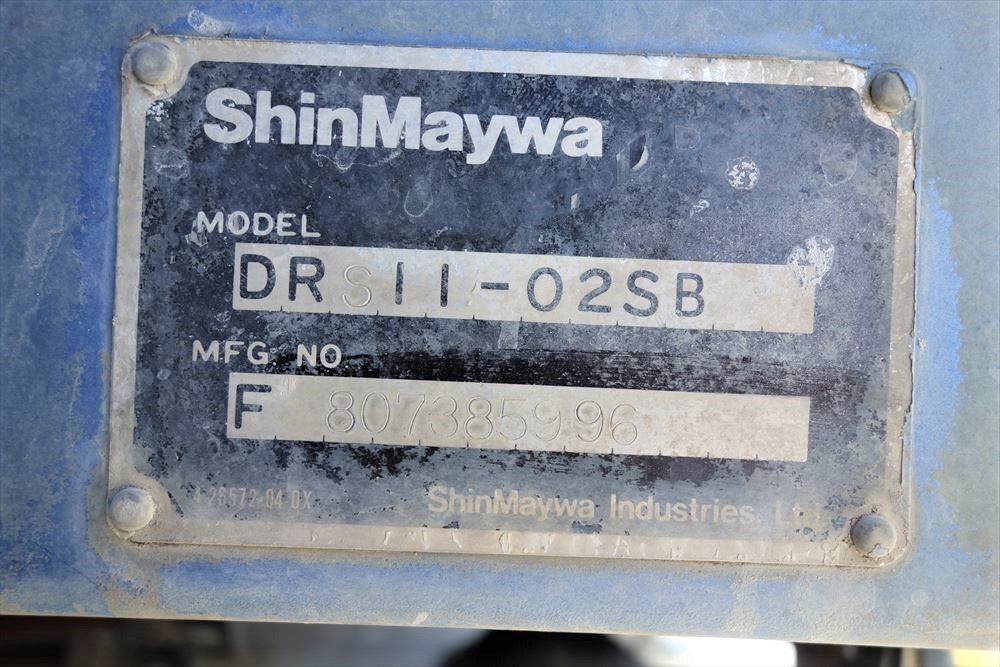 ShinMaywa
MODEL
DRS11-02SB
MFG NO
F 807385996
ShinMaywa Industries, Ltd